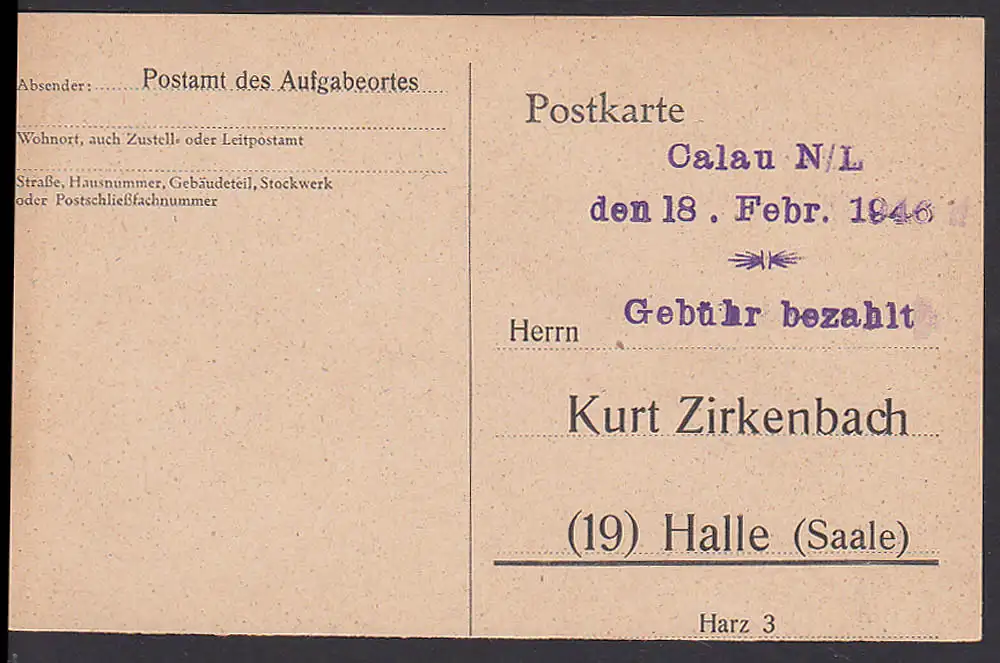 Absender: Postamt des Aufgabeortes
Wohnort, auch Zustell- oder Leitpostamt
Straße, Hausnummer, Gebäudeteil, Stockwerk
oder Postschließfachnummer
Postkarte
Calau N/L
den 18. Febr. 1946
Gebühr bezahlt
Herrn
Kurt Zirkenbach
(19) Halle (Saale)
Harz 3